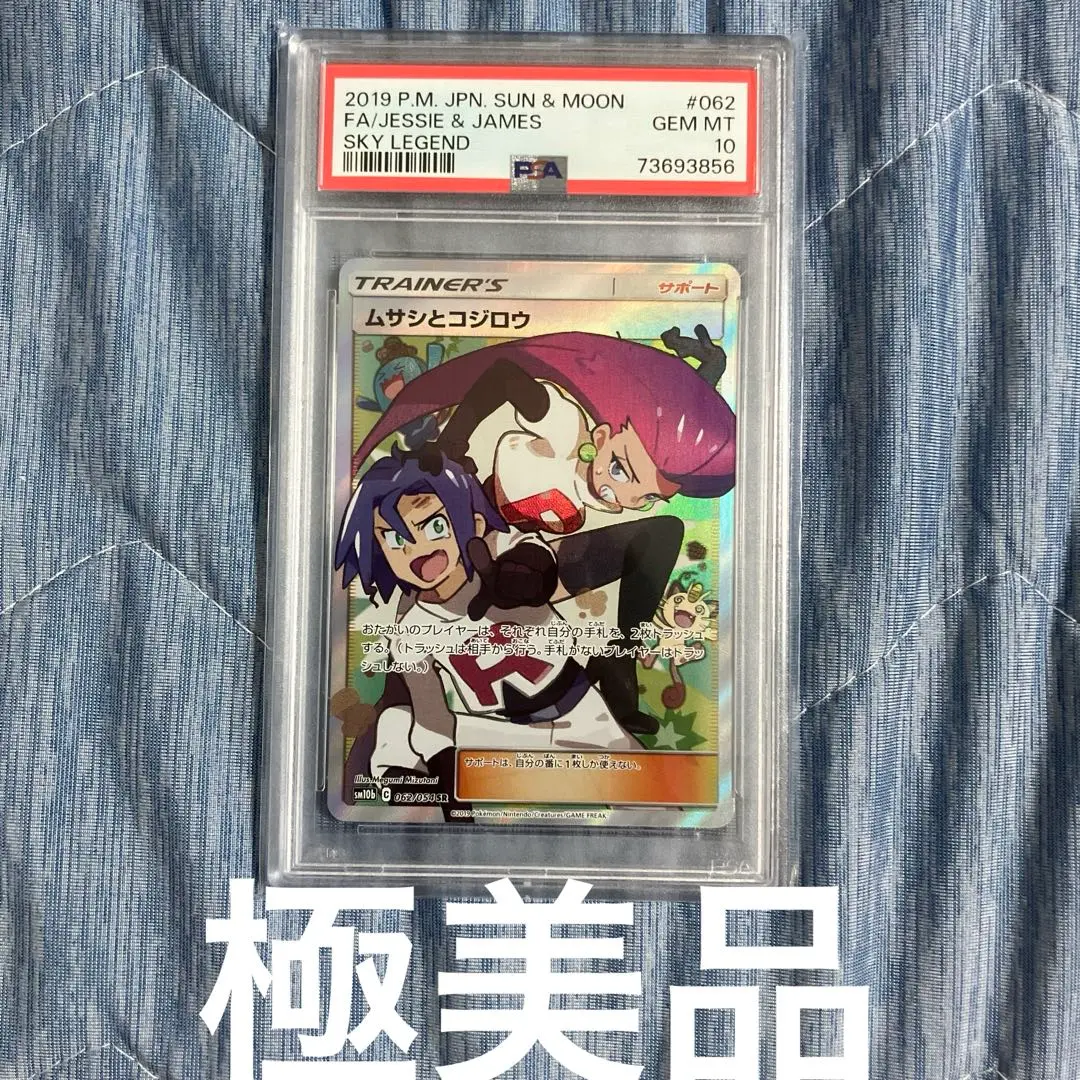 2019 P.M. JPN. SUN & MOON #062
FA/JESSIE & JAMES GEM MT
SKY LEGEND 10
PSA 73693856
TRAINER'S サポート
ムサシとコジロウ
おたがいのプレイヤーは、それぞれ自分の手札を、2枚トラッシュ
する。(トラッシュは相手から行う。手札がないプレイヤーはトラッ
シュしない。)
サポートは、自分の番に1枚しか使えない。
Illus. Megumi Mizutani
SM10b C 062/054 SR
©2019 Pokémon/Nintendo/Creatures/GAME FREAK
PSA
極美品